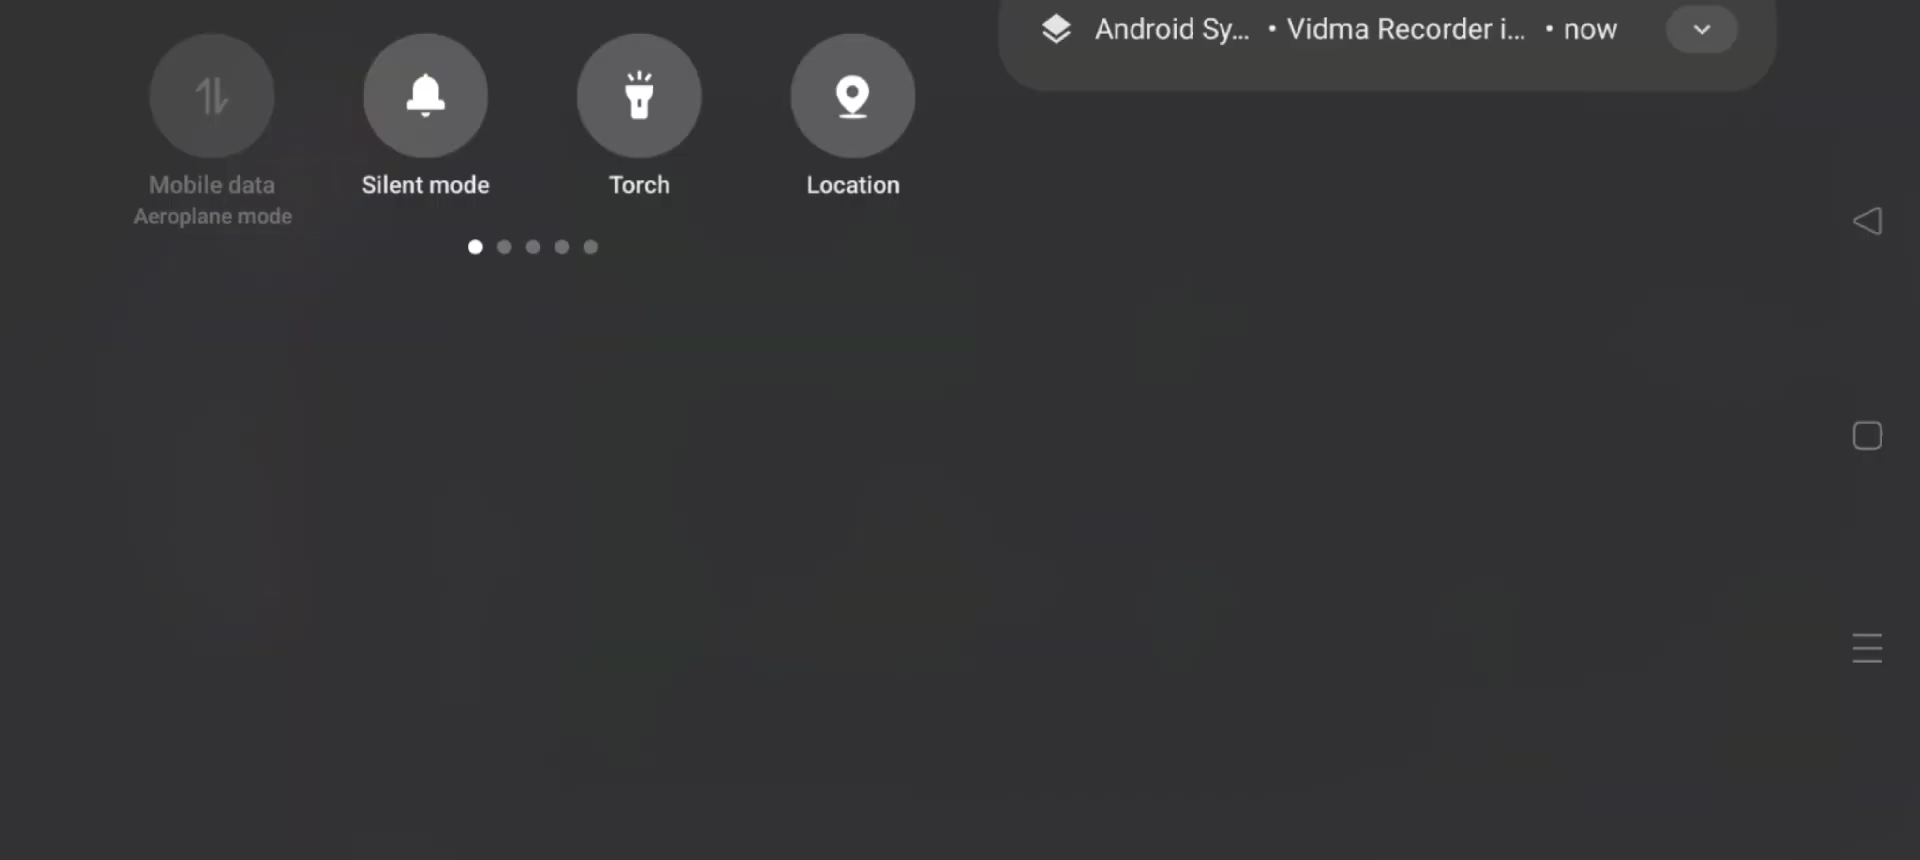 Android Sy... • Vidma Recorder i... • now
Mobile data
Aeroplane mode
Silent mode
Torch
Location